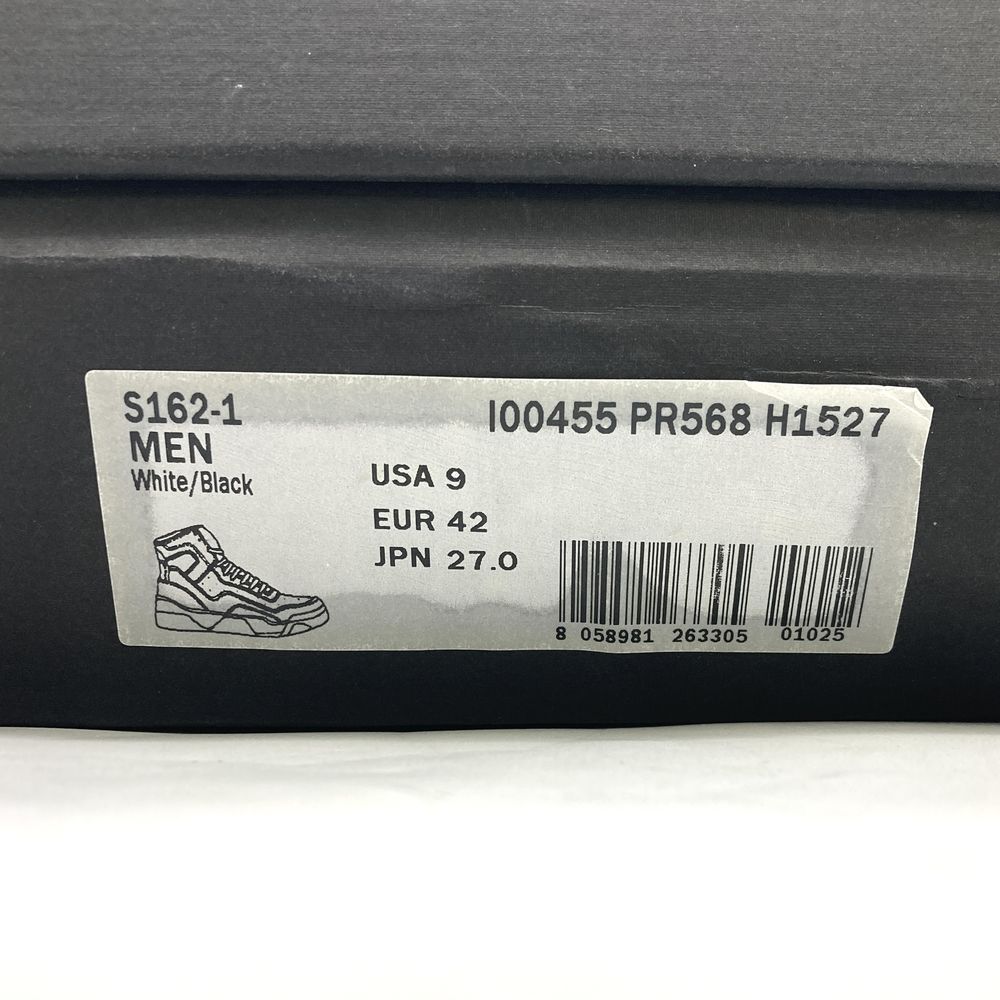 S162-1
I00455 PR568 H1527
MEN
White/Black
USA 9
EUR 42
JPN 27.0
8 058981 263305 01025